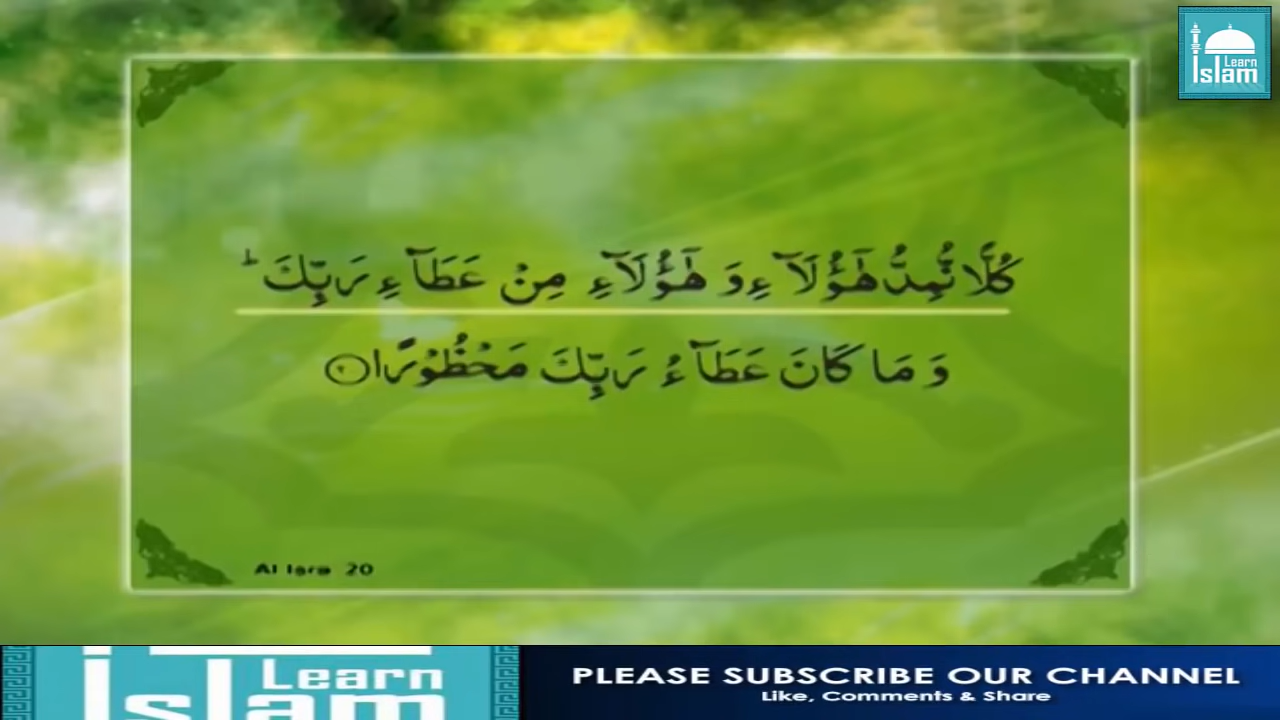 Learn
Islam
كُلًّا نُّمِدُّ هَٰٓؤُلَآءِ وَ هَٰٓؤُلَآءِ مِنْ عَطَآءِ رَبِّكَ ؕ
وَ مَا كَانَ عَطَآءُ رَبِّكَ مَحْظُوْرًا ﴿۲۰﴾
Al Isra 20
Learn
Islam
PLEASE SUBSCRIBE OUR CHANNEL
Like, Comments & Share